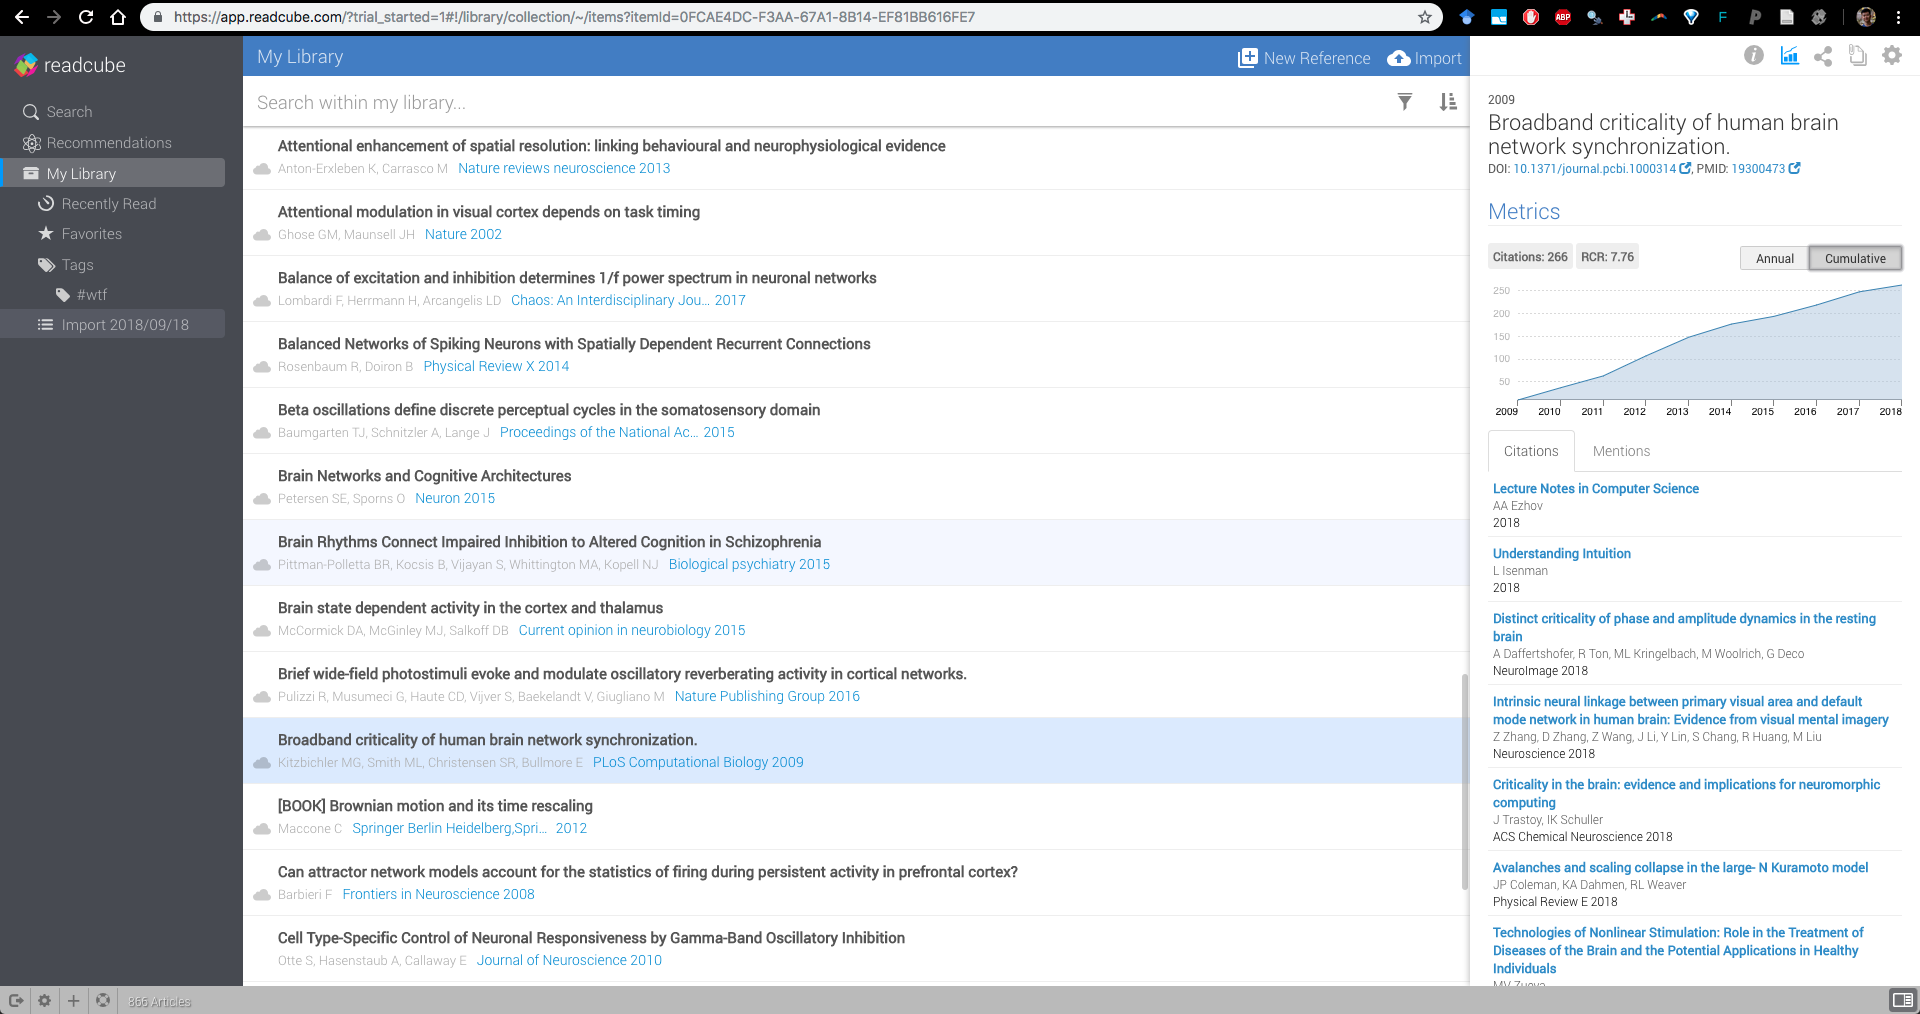 https://app.readcube.com/?trial_started=1#!/library/collection/~/items?itemId=0FCAE4DC-F3AA-67A1-8B14-EF81BB616FE7
ABP
F
readcube
Search
Recommendations
My Library
Recently Read
Favorites
Tags
#wtf
Import 2018/09/18
My Library
New Reference
Import
Search within my library...
Attentional enhancement of spatial resolution: linking behavioural and neurophysiological evidence
Anton-Erxleben K, Carrasco M Nature reviews neuroscience 2013
Attentional modulation in visual cortex depends on task timing
Ghose GM, Maunsell JH Nature 2002
Balance of excitation and inhibition determines 1/f power spectrum in neuronal networks
Lombardi F, Herrmann H, Arcangelis LD Chaos: An Interdisciplinary Jou... 2017
Balanced Networks of Spiking Neurons with Spatially Dependent Recurrent Connections
Rosenbaum R, Doiron B Physical Review X 2014
Beta oscillations define discrete perceptual cycles in the somatosensory domain
Baumgarten TJ, Schnitzler A, Lange J Proceedings of the National Ac... 2015
Brain Networks and Cognitive Architectures
Petersen SE, Sporns O Neuron 2015
Brain Rhythms Connect Impaired Inhibition to Altered Cognition in Schizophrenia
Pittman-Polletta BR, Kocsis B, Vijayan S, Whittington MA, Kopell NJ Biological psychiatry 2015
Brain state dependent activity in the cortex and thalamus
McCormick DA, McGinley MJ, Salkoff DB Current opinion in neurobiology 2015
Brief wide-field photostimuli evoke and modulate oscillatory reverberating activity in cortical networks.
Pulizzi R, Musumeci G, Haute CD, Vijver S, Baekelandt V, Giugliano M Nature Publishing Group 2016
Broadband criticality of human brain network synchronization.
Kitzbichler MG, Smith ML, Christensen SR, Bullmore E PLoS Computational Biology 2009
[BOOK] Brownian motion and its time rescaling
Maccone C Springer Berlin Heidelberg,Spri... 2012
Can attractor network models account for the statistics of firing during persistent activity in prefrontal cortex?
Barbieri F Frontiers in Neuroscience 2008
Cell Type-Specific Control of Neuronal Responsiveness by Gamma-Band Oscillatory Inhibition
Otte S, Hasenstaub A, Callaway E Journal of Neuroscience 2010
866 Articles
2009
Broadband criticality of human brain
network synchronization.
DOI: 10.1371/journal.pcbi.1000314 , PMID: 19300473
Metrics
Citations: 266 RCR: 7.76
Annual Cumulative
250
200
150
100
50
2009 2010 2011 2012 2013 2014 2015 2016 2017 2018
Citations Mentions
Lecture Notes in Computer Science
AA Ezhov
2018
Understanding Intuition
L Isenman
2018
Distinct criticality of phase and amplitude dynamics in the resting
brain
A Daffertshofer, R Ton, ML Kringelbach, M Woolrich, G Deco
NeuroImage 2018
Intrinsic neural linkage between primary visual area and default
mode network in human brain: Evidence from visual mental imagery
Z Zhang, D Zhang, Z Wang, J Li, Y Lin, S Chang, R Huang, M Liu
Neuroscience 2018
Criticality in the brain: evidence and implications for neuromorphic
computing
J Trastoy, IK Schuller
ACS Chemical Neuroscience 2018
Avalanches and scaling collapse in the large- N Kuramoto model
JP Coleman, KA Dahmen, RL Weaver
Physical Review E 2018
Technologies of Nonlinear Stimulation: Role in the Treatment of
Diseases of the Brain and the Potential Applications in Healthy
Individuals